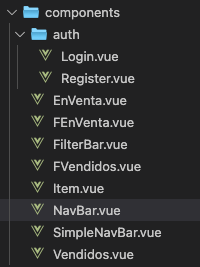 components
auth
Login.vue
Register.vue
EnVenta.vue
FEnVenta.vue
FilterBar.vue
FVendidos.vue
Item.vue
NavBar.vue
SimpleNavBar.vue
Vendidos.vue